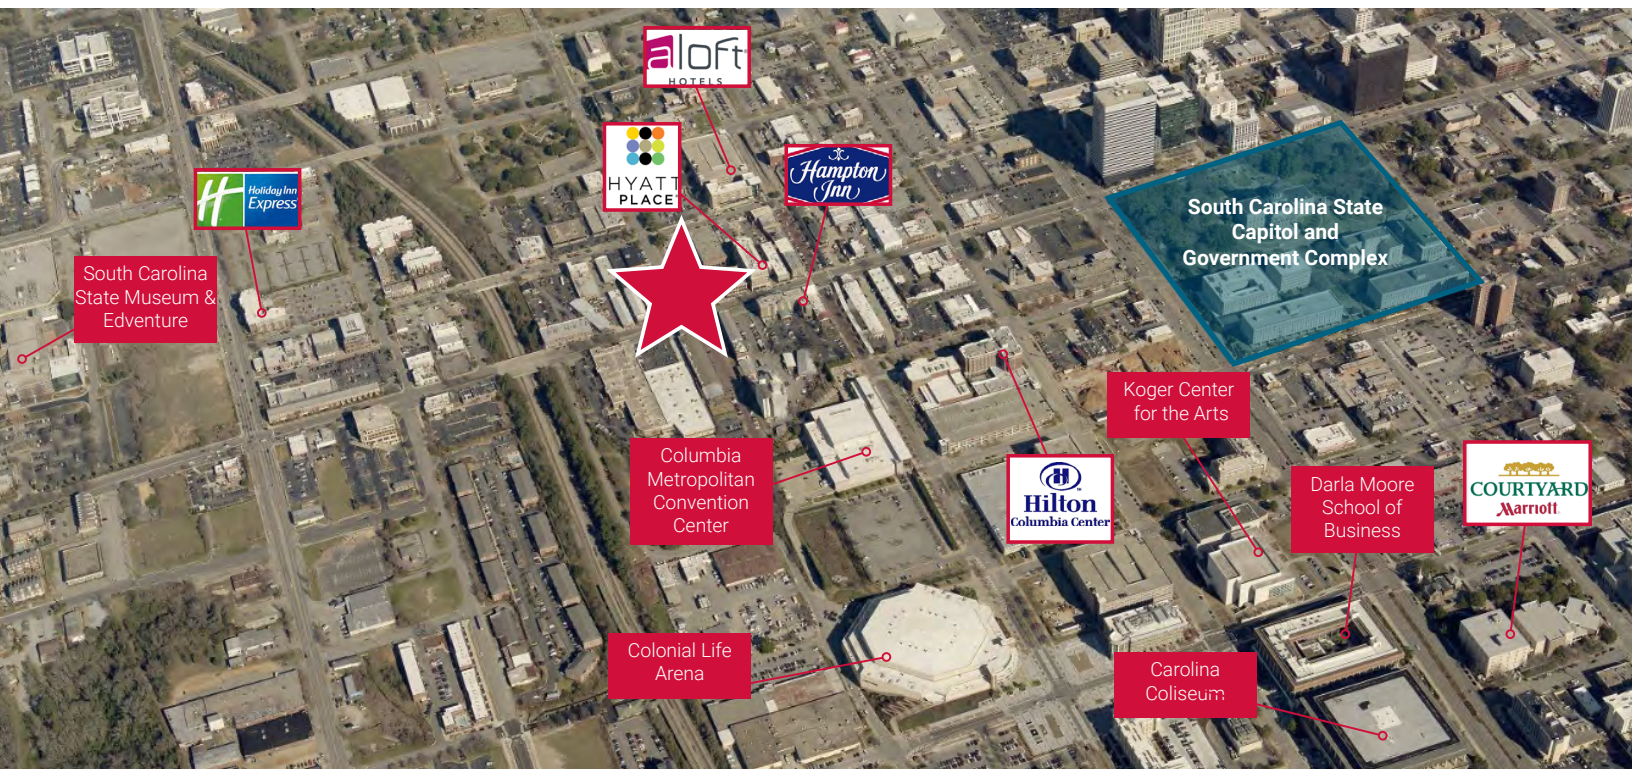 aloft
HOTELS
HYATT
PLACE
Hampton
Inn
H
Holiday Inn
Express
South Carolina
State Museum &
Edventure
South Carolina State
Capitol and
Government Complex
Koger Center
for the Arts
Columbia
Metropolitan
Convention
Center
H
Hilton
Columbia Center
Darla Moore
School of
Business
COURTYARD
Marriott
Colonial Life
Arena
Carolina
Coliseum